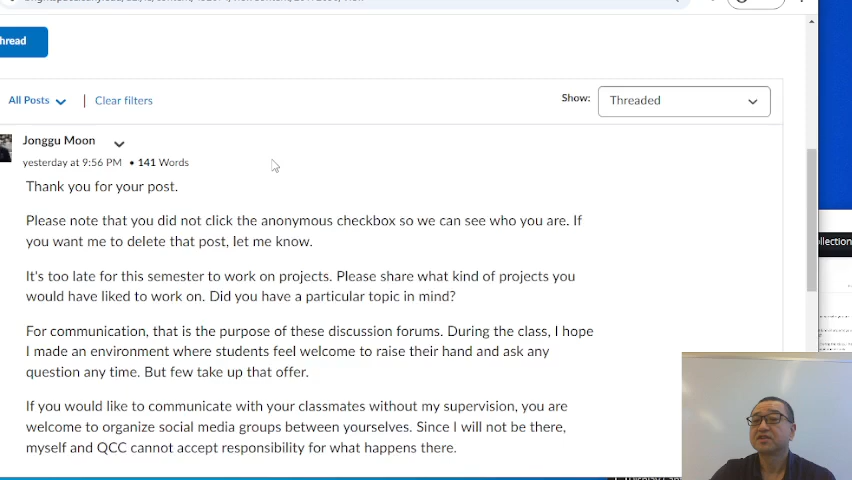 hread
All Posts | Clear filters
Show: Threaded
Jonggu Moon
yesterday at 9:56 PM • 141 Words
Thank you for your post.
Please note that you did not click the anonymous checkbox so we can see who you are. If
you want me to delete that post, let me know.
It's too late for this semester to work on projects. Please share what kind of projects you
would have liked to work on. Did you have a particular topic in mind?
For communication, that is the purpose of these discussion forums. During the class, I hope
I made an environment where students feel welcome to raise their hand and ask any
question any time. But few take up that offer.
If you would like to communicate with your classmates without my supervision, you are
welcome to organize social media groups between yourselves. Since I will not be there,
myself and QCC cannot accept responsibility for what happens there.
ollection